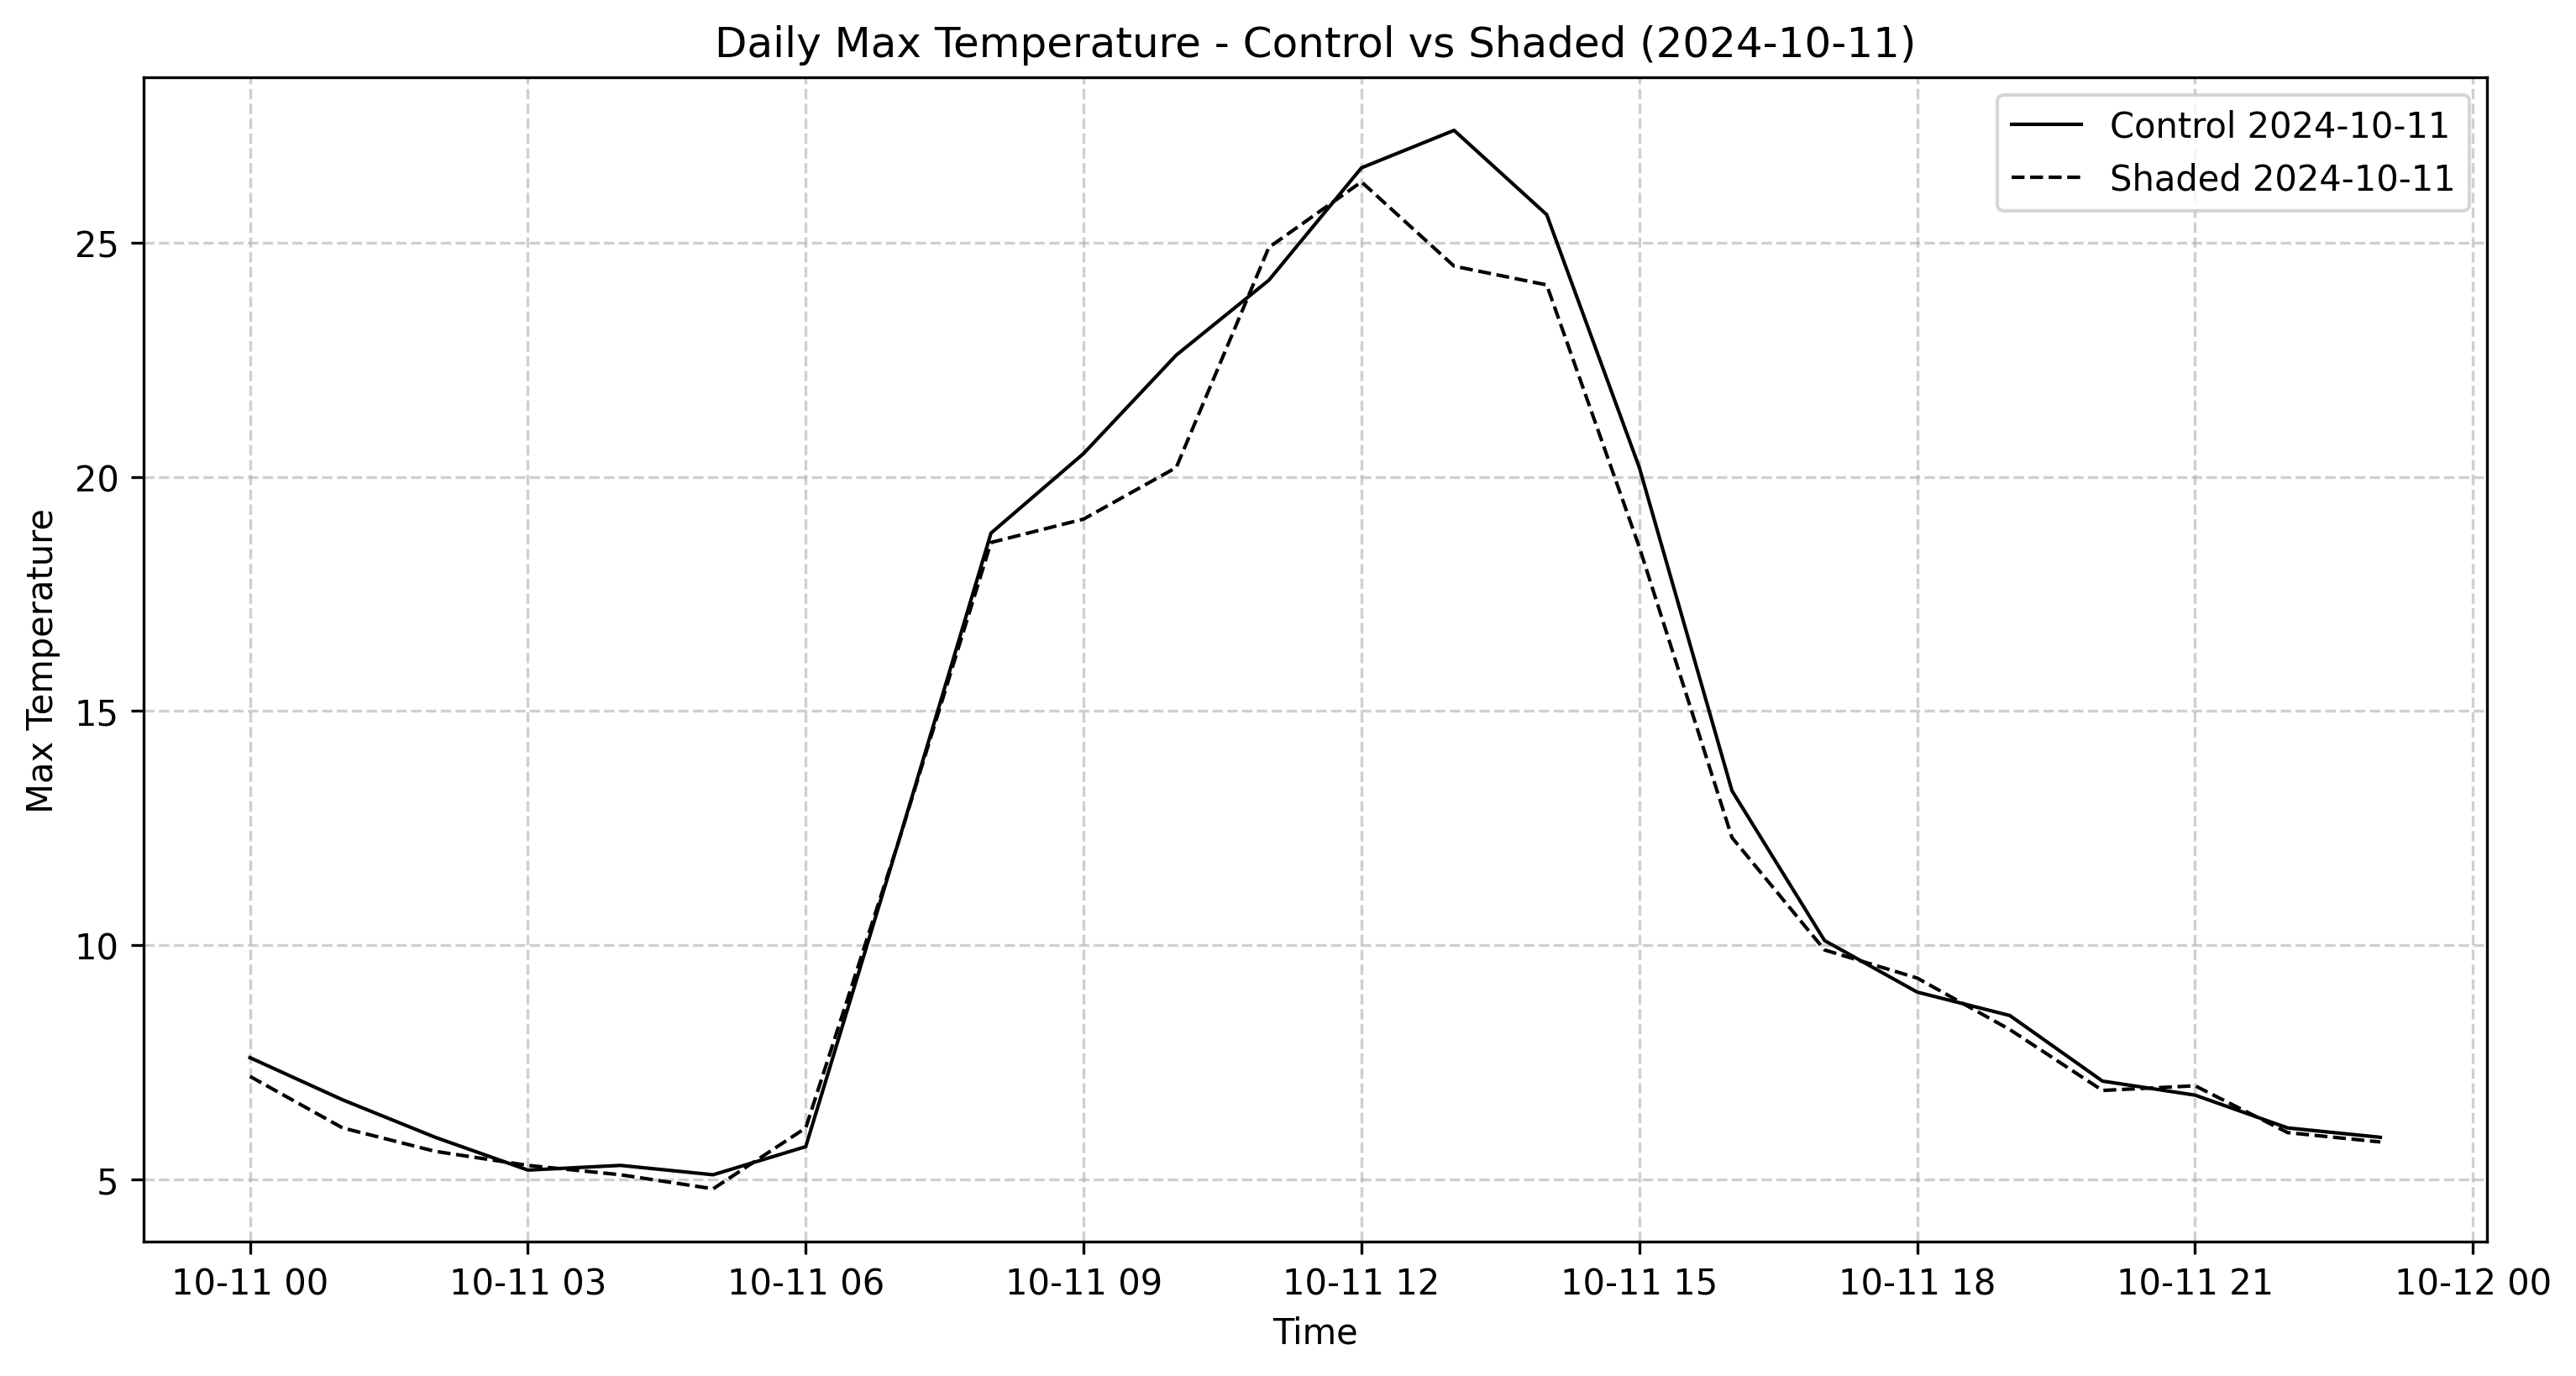 Daily Max Temperature - Control vs Shaded (2024-10-11)
Control 2024-10-11
Shaded 2024-10-11
Max Temperature
25
20
15
10
5
10-11 00 10-11 03 10-11 06 10-11 09 10-11 12 10-11 15 10-11 18 10-11 21 10-12 00
Time